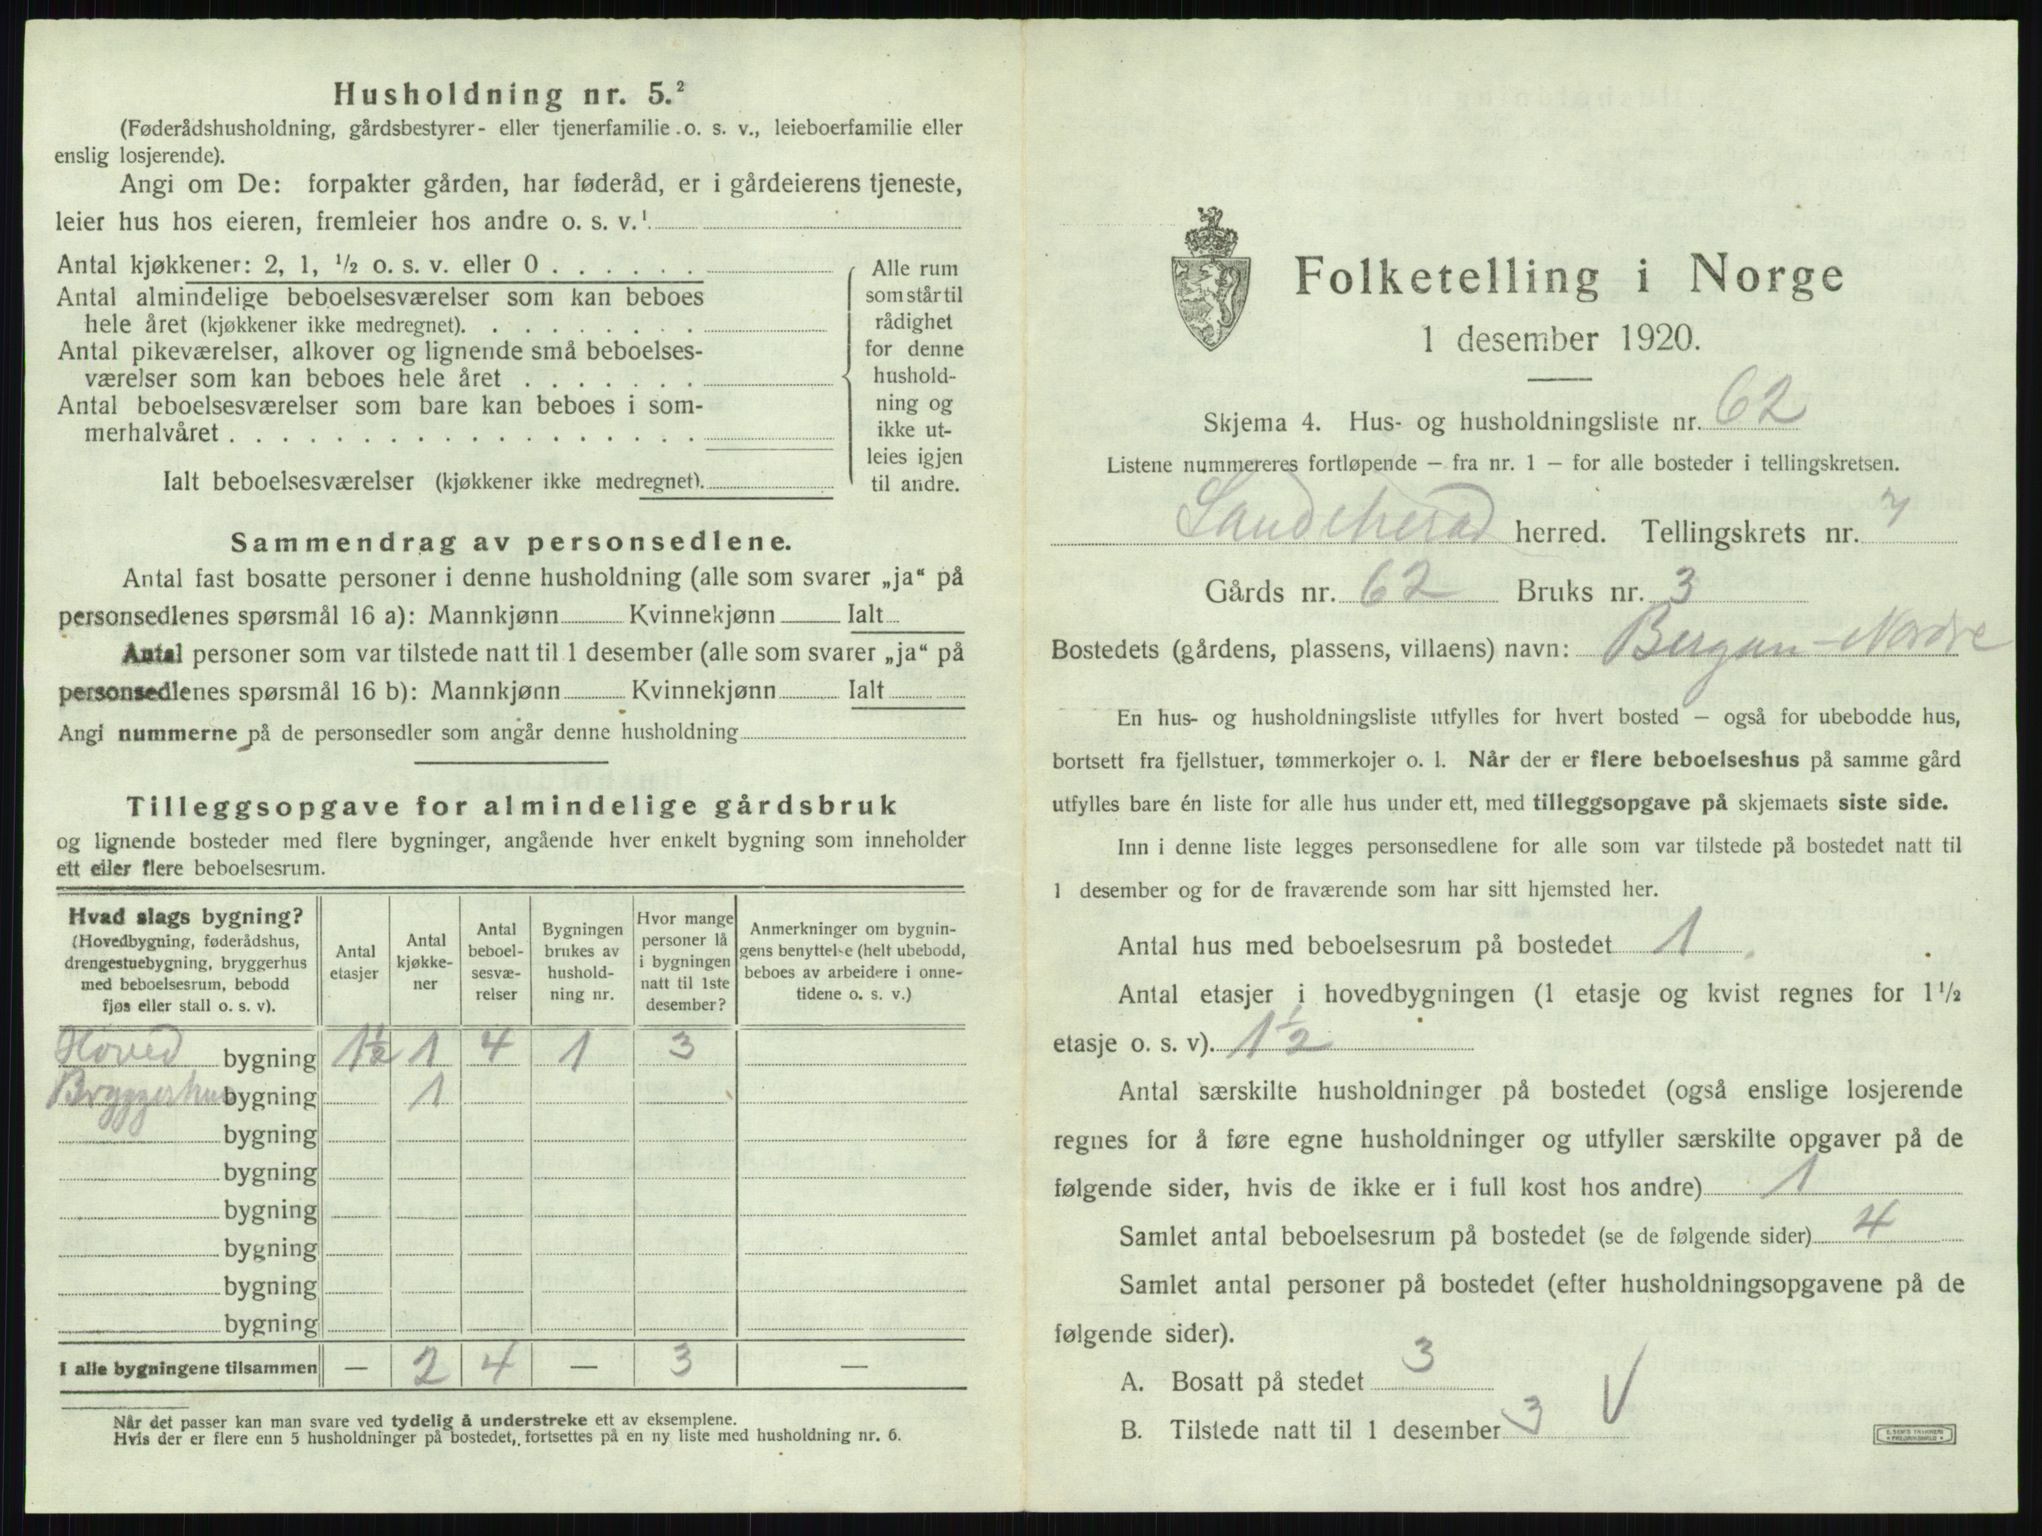 Husholdning nr. 5.²
(Føderådshusholdning, gårdsbestyrer- eller tjenerfamilie o. s. v., leieboerfamilie eller
enslig losjerende).
Angi om De: forpakter gården, har føderåd, er i gårdeierens tjeneste,
leier hus hos eieren, fremleier hos andre o. s. v.¹
Antal kjøkkener: 2, 1, ½ o. s. v. eller 0 . . . . . .
Antal almindelige beboelsesværelser som kan beboes
hele året (kjøkkener ikke medregnet). . . . . . . . .
Antal pikeværelser, alkover og lignende små beboelses-
værelser som kan beboes hele året . . . . . . .
Antal beboelsesværelser som bare kan beboes i som-
merhalvåret . . . . . . . . . . . . . . . . . .
Ialt beboelsesværelser (kjøkkener ikke medregnet).
Alle rum
som står til
rådighet
for denne
hushold-
ning og
ikke ut-
leies igjen
til andre.
Sammendrag av personsedlene.
Antal fast bosatte personer i denne husholdning (alle som svarer „ja“ på
personsedlenes spørsmål 16 a): Mannkjønn Kvinnekjønn Ialt
Antal personer som var tilstede natt til 1 desember (alle som svarer „ja“ på
personsedlenes spørsmål 16 b): Mannkjønn Kvinnekjønn Ialt
Angi nummerne på de personsedler som angår denne husholdning
Tilleggsopgave for almindelige gårdsbruk
og lignende bosteder med flere bygninger, angående hver enkelt bygning som inneholder
ett eller flere beboelsesrum.
Hvad slags bygning?
(Hovedbygning, føderådshus,
drengestuebygning, bryggerhus
med beboelsesrum, bebodd
fjøs eller stall o. s. v).
Antal
etasjer
Antal
kjøkke-
ner
Antal
beboel-
sesvæ-
relser
Bygningen
brukes av
hushold-
ning nr.
Hvor mange
personer lå
i bygningen
natt til 1ste
desember?
Anmerkninger om bygnin-
gens benyttelse (helt ubebodd,
beboes av arbeidere i onne-
tidene o. s. v.)
Hoved bygning 1½ 1 4 1 3
Bryggerhus bygning 1
bygning
bygning
bygning
bygning
bygning
bygning
I alle bygningene tilsammen — 2 4 — 3 —
Når det passer kan man svare ved tydelig å understreke ett av eksemplene.
Hvis der er flere enn 5 husholdninger på bostedet, fortsettes på en ny liste med husholdning nr. 6.
Folketelling i Norge
1 desember 1920.
Skjema 4. Hus- og husholdningsliste nr. 62
Listene nummereres fortløpende – fra nr. 1 – for alle bosteder i tellingskretsen.
Sandeherad herred. Tellingskrets nr. 7
Gårds nr. 62 Bruks nr. 3
Bostedets (gårdens, plassens, villaens) navn: Bergan - Nordre
En hus- og husholdningsliste utfylles for hvert bosted – også for ubebodde hus,
bortsett fra fjellstuer, tømmerkojer o. l. Når der er flere beboelseshus på samme gård
utfylles bare én liste for alle hus under ett, med tilleggsopgave på skjemaets siste side.
Inn i denne liste legges personsedlene for alle som var tilstede på bostedet natt til
1 desember og for de fraværende som har sitt hjemsted her.
Antal hus med beboelsesrum på bostedet 1
Antal etasjer i hovedbygningen (1 etasje og kvist regnes for 1½
etasje o. s. v). 1½
Antal særskilte husholdninger på bostedet (også enslige losjerende
regnes for å føre egne husholdninger og utfyller særskilte opgaver på de
følgende sider, hvis de ikke er i full kost hos andre) 1
Samlet antal beboelsesrum på bostedet (se de følgende sider) 4
Samlet antal personer på bostedet (efter husholdningsopgavene på de
følgende sider).
A. Bosatt på stedet 3
B. Tilstede natt til 1 desember 3